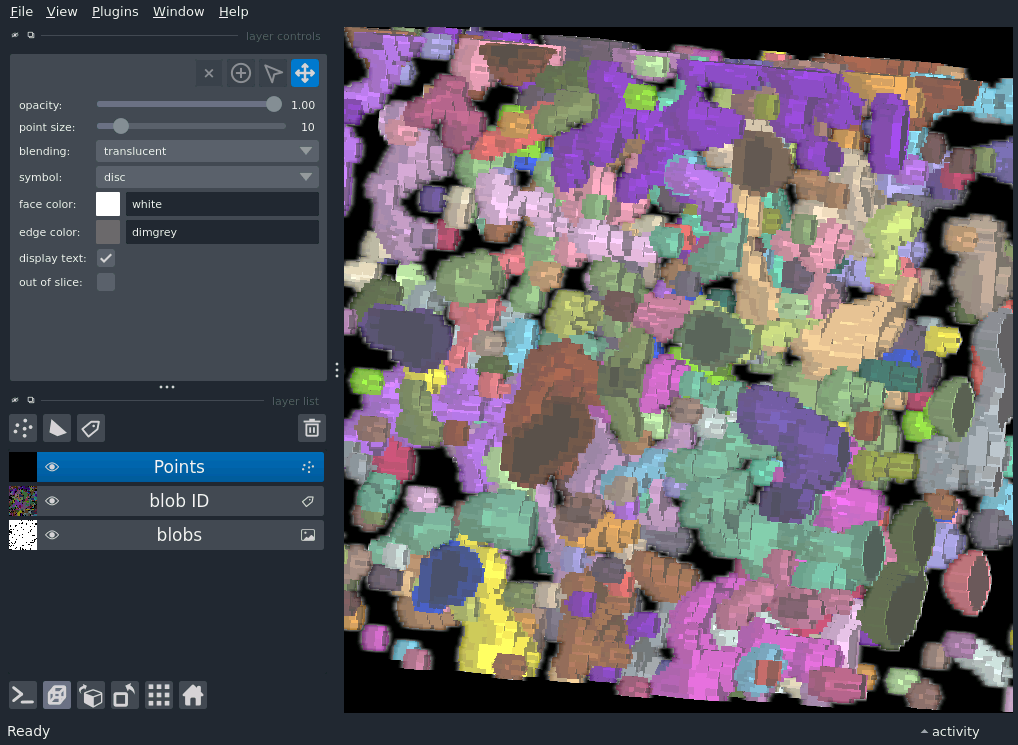 File View Plugins Window Help
layer controls
opacity: 1.00
point size: 10
blending: translucent
symbol: disc
face color: white
edge color: dimgrey
display text:
out of slice:
layer list
Points
blob ID
blobs
Ready
activity